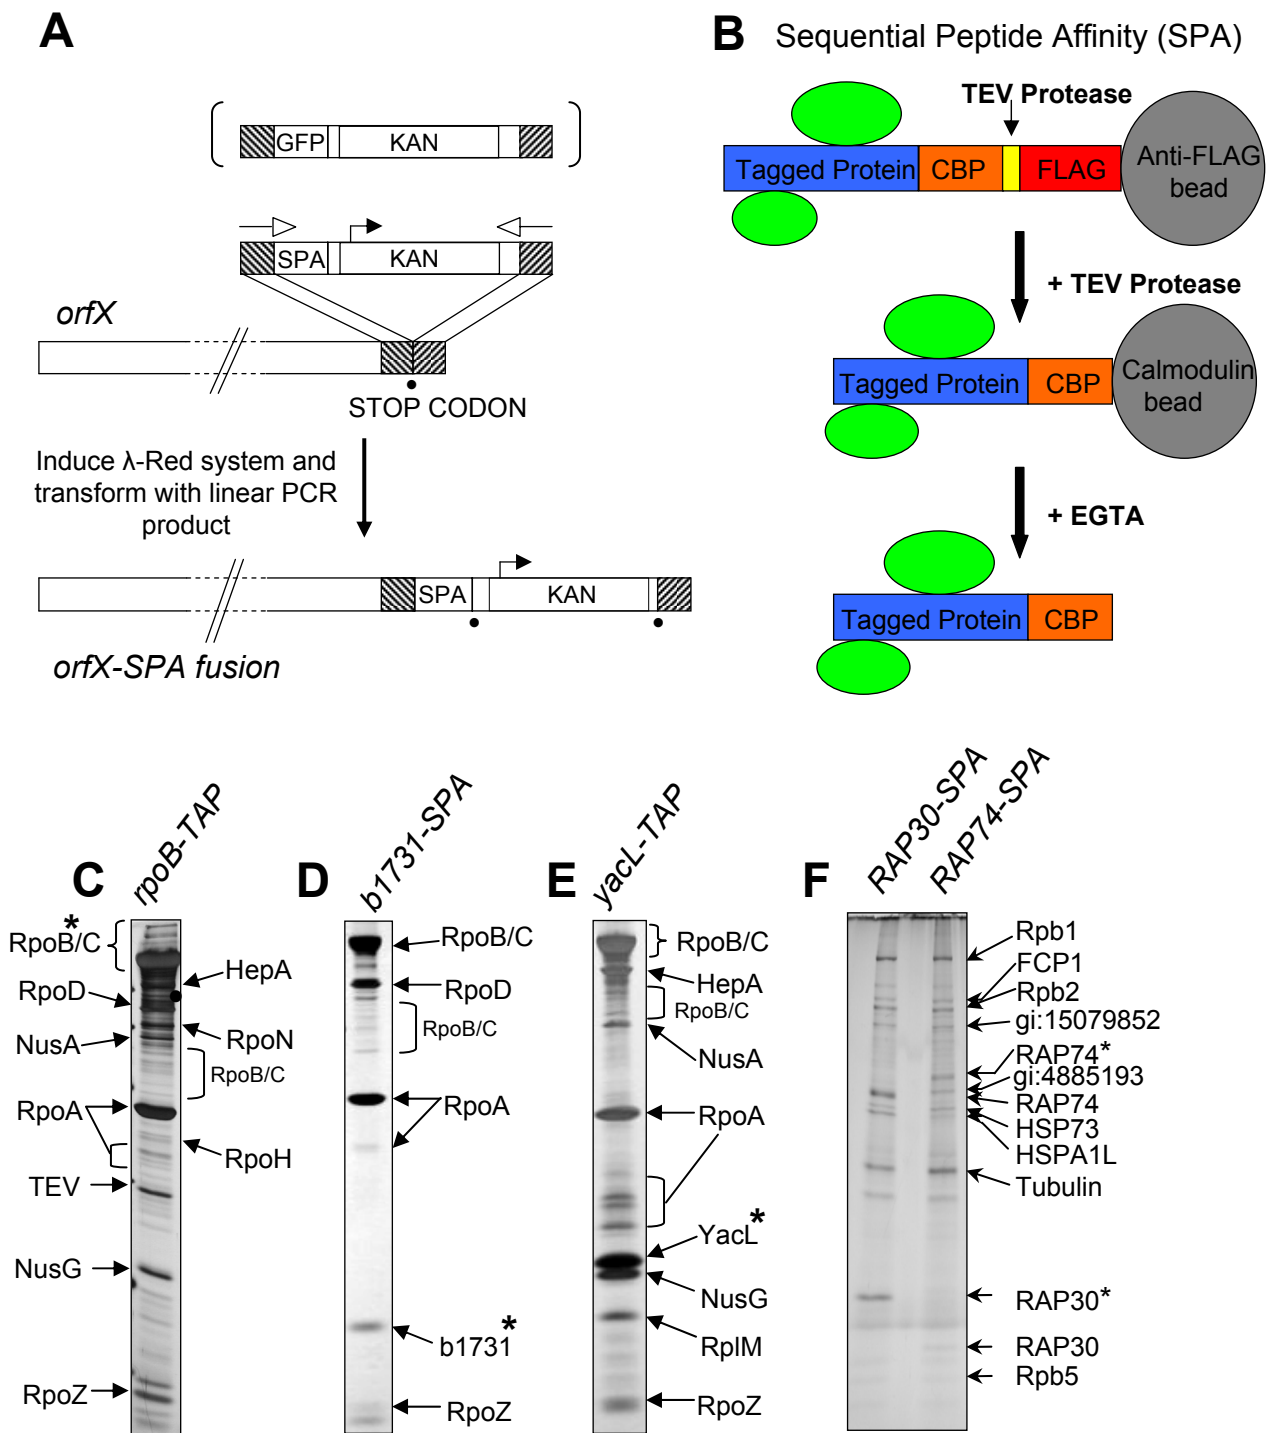 A
GFP
KAN
SPA
KAN
orfX
STOP CODON
Induce λ-Red system and
transform with linear PCR
product
SPA
KAN
orfX-SPA fusion
B
Sequential Peptide Affinity (SPA)
TEV Protease
Tagged Protein
CBP
FLAG
Anti-FLAG
bead
+ TEV Protease
Tagged Protein
CBP
Calmodulin
bead
+ EGTA
Tagged Protein
CBP
C
rpoB-TAP
*
RpoB/C
HepA
RpoD
RpoN
NusA
RpoB/C
RpoA
RpoH
TEV
NusG
RpoZ
D
b1731-SPA
RpoB/C
RpoD
RpoB/C
RpoA
b1731*
RpoZ
E
yacL-TAP
RpoB/C
HepA
RpoB/C
NusA
RpoA
YacL*
NusG
RplM
RpoZ
F
RAP30-SPA
RAP74-SPA
Rpb1
FCP1
Rpb2
gi:15079852
RAP74*
gi:4885193
RAP74
HSP73
HSPA1L
Tubulin
RAP30*
RAP30
Rpb5